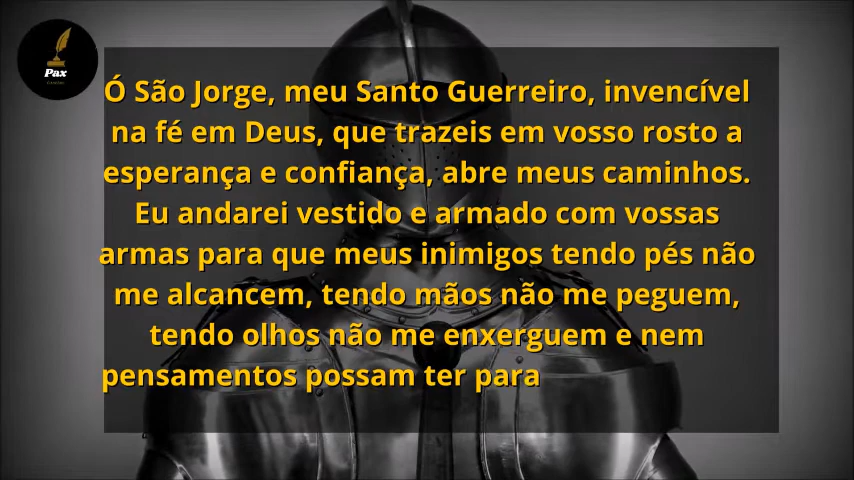 Pax
Ó São Jorge, meu Santo Guerreiro, invencível
na fé em Deus, que trazeis em vosso rosto a
esperança e confiança, abre meus caminhos.
Eu andarei vestido e armado com vossas
armas para que meus inimigos tendo pés não
me alcancem, tendo mãos não me peguem,
tendo olhos não me enxerguem e nem
pensamentos possam ter para